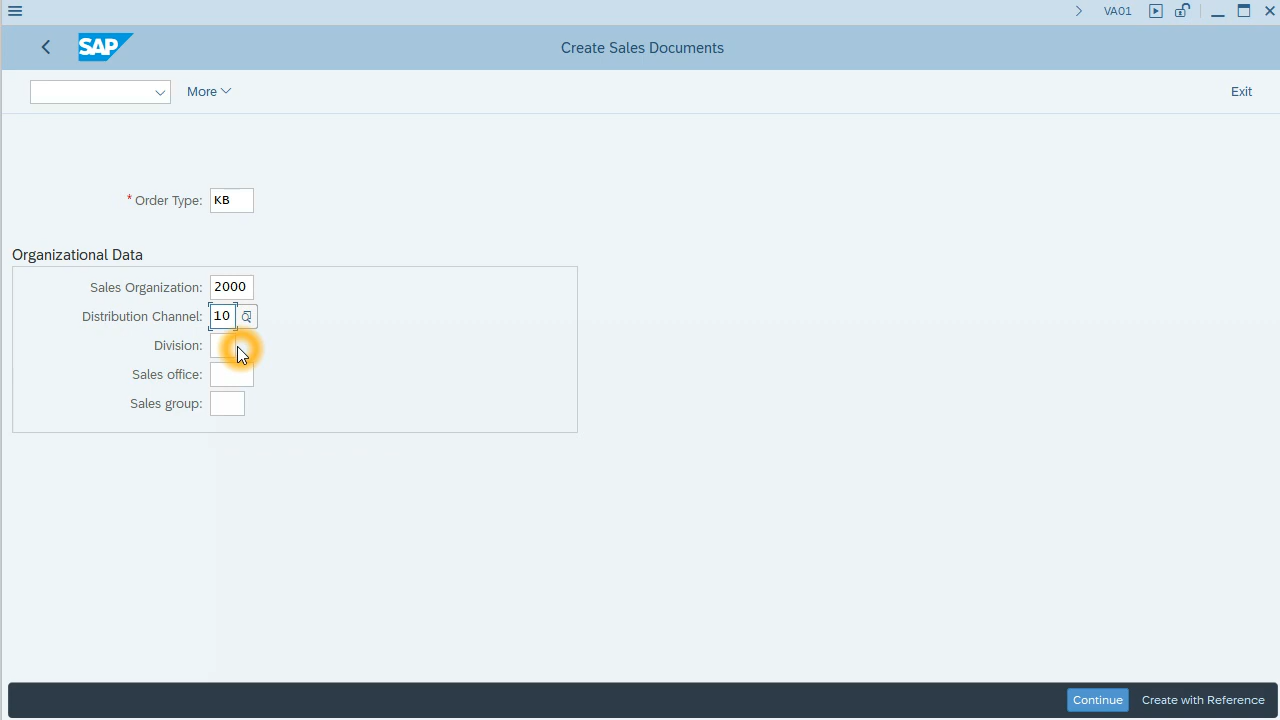 VA01
SAP
Create Sales Documents
More
Exit
* Order Type: KB
Organizational Data
Sales Organization: 2000
Distribution Channel: 10
Division:
Sales office:
Sales group:
Continue
Create with Reference